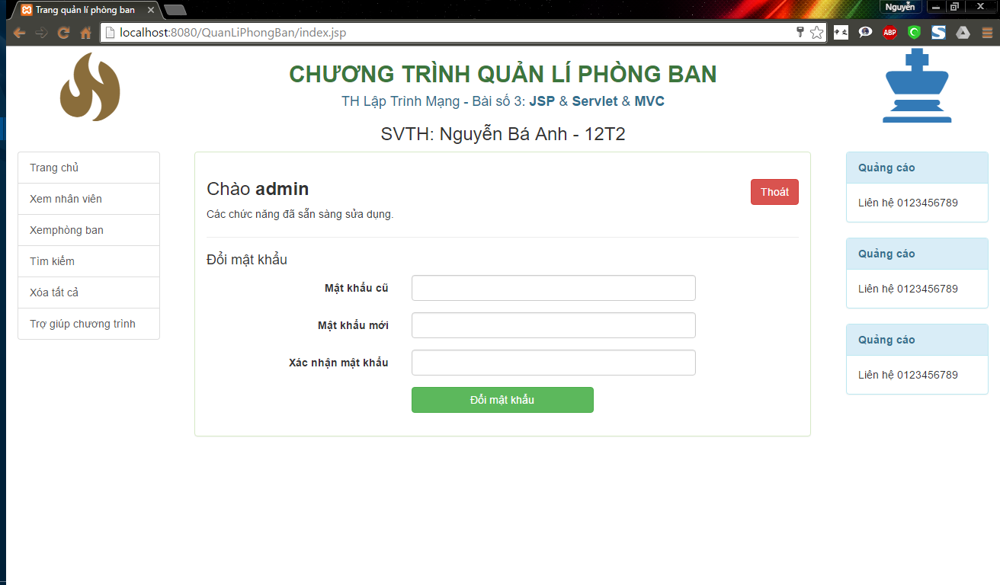 Trang quản lí phòng ban
Nguyễn
localhost:8080/QuanLiPhongBan/index.jsp
ABP
CHƯƠNG TRÌNH QUẢN LÍ PHÒNG BAN
TH Lập Trình Mạng - Bài số 3: JSP & Servlet & MVC
SVTH: Nguyễn Bá Anh - 12T2
Trang chủ
Xem nhân viên
Xemphòng ban
Tìm kiếm
Xóa tất cả
Trợ giúp chương trình
Chào admin
Thoát
Các chức năng đã sẵn sàng sửa dụng.
Đổi mật khẩu
Mật khẩu cũ
Mật khẩu mới
Xác nhận mật khẩu
Đổi mật khẩu
Quảng cáo
Liên hệ 0123456789
Quảng cáo
Liên hệ 0123456789
Quảng cáo
Liên hệ 0123456789